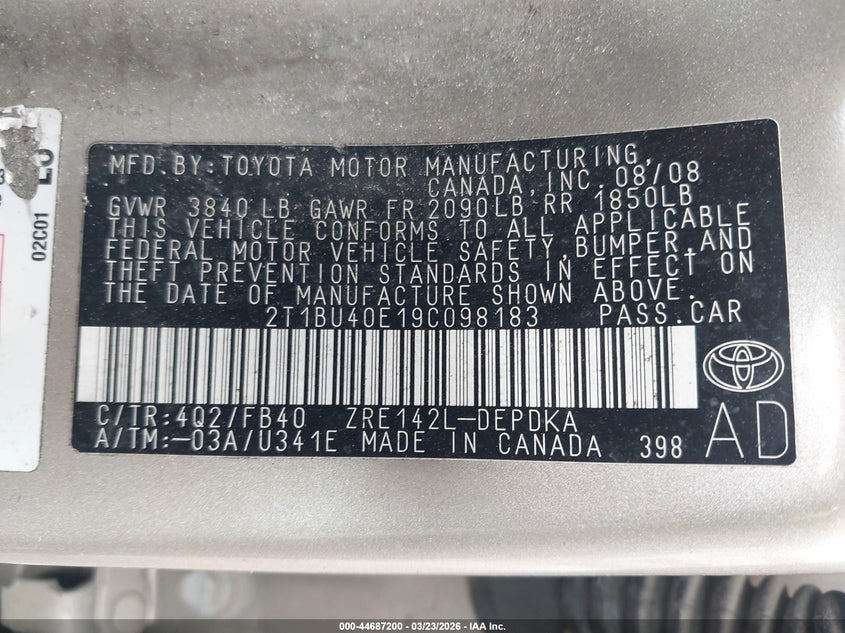 MFD.BY:TOYOTA MOTOR MANUFACTURING,
CANADA,INC. 08/08
GVWR 3840 LB GAWR FR 2090LB RR 1850LB
THIS VEHICLE CONFORMS TO ALL APPLICABLE
FEDERAL MOTOR VEHICLE SAFETY,BUMPER,AND
THEFT PREVENTION STANDARDS IN EFFECT ON
THE DATE OF MANUFACTURE SHOWN ABOVE.
2T1BU40E19C098183 PASS.CAR
C/TR:4Q2/FB40 ZRE142L-DEPDKA
A/TM:-03A/U341E MADE IN CANADA 398
AD
02C01
000-44687200 - 03/23/2026 - IAA Inc.